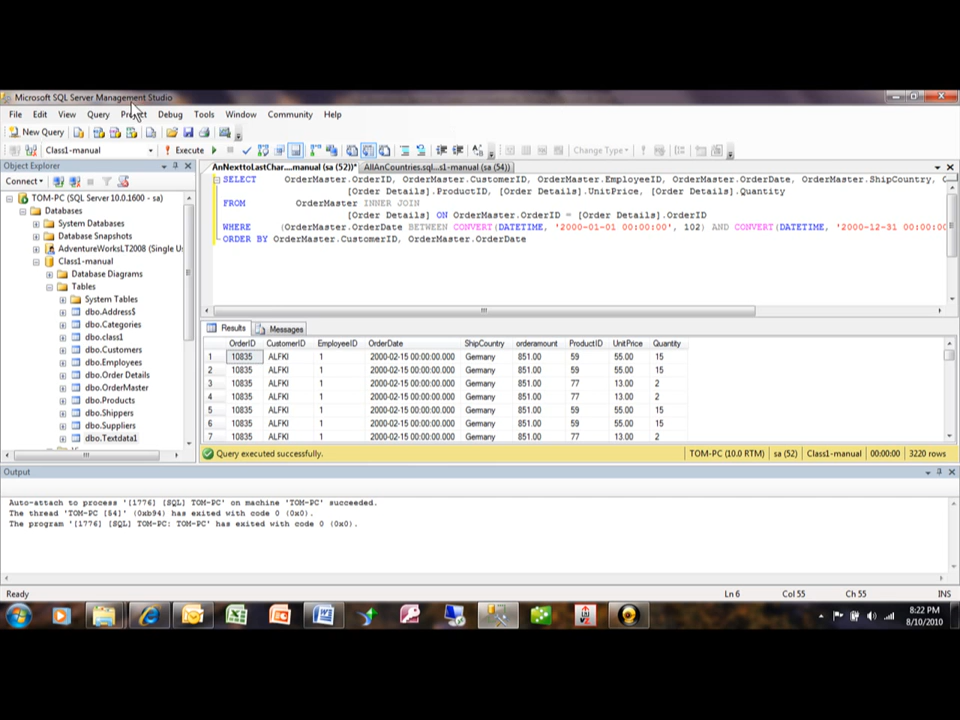 Microsoft SQL Server Management Studio
File Edit View Query Debug Tools Window Community Help
New Query
Class1-manual Execute Change Type
Object Explorer
Connect
TOM-PC (SQL Server 10.0.1600 - sa)
Databases
System Databases
Database Snapshots
AdventureWorksLT2008 (Single Us
Class1-manual
Database Diagrams
Tables
System Tables
dbo.Address$
dbo.Categories
dbo.class1
dbo.Customers
dbo.Employees
dbo.Order Details
dbo.OrderMaster
dbo.Products
dbo.Shippers
dbo.Suppliers
dbo.Textdata1
AnNexttoLastChar....manual (sa (52))* AllAnCountries.sql...s1-manual (sa (54))
SELECT OrderMaster.OrderID, OrderMaster.CustomerID, OrderMaster.EmployeeID, OrderMaster.OrderDate, OrderMaster.ShipCountry,
[Order Details].ProductID, [Order Details].UnitPrice, [Order Details].Quantity
FROM OrderMaster INNER JOIN
[Order Details] ON OrderMaster.OrderID = [Order Details].OrderID
WHERE (OrderMaster.OrderDate BETWEEN CONVERT(DATETIME, '2000-01-01 00:00:00', 102) AND CONVERT(DATETIME, '2000-12-31 00:00:00
ORDER BY OrderMaster.CustomerID, OrderMaster.OrderDate
Results Messages
OrderID CustomerID EmployeeID OrderDate ShipCountry orderamount ProductID UnitPrice Quantity
1 10835 ALFKI 1 2000-02-15 00:00:00.000 Germany 851.00 59 55.00 15
2 10835 ALFKI 1 2000-02-15 00:00:00.000 Germany 851.00 59 55.00 15
3 10835 ALFKI 1 2000-02-15 00:00:00.000 Germany 851.00 77 13.00 2
4 10835 ALFKI 1 2000-02-15 00:00:00.000 Germany 851.00 77 13.00 2
5 10835 ALFKI 1 2000-02-15 00:00:00.000 Germany 851.00 59 55.00 15
6 10835 ALFKI 1 2000-02-15 00:00:00.000 Germany 851.00 59 55.00 15
7 10835 ALFKI 1 2000-02-15 00:00:00.000 Germany 851.00 77 13.00 2
Query executed successfully. TOM-PC (10.0 RTM) sa (52) Class1-manual 00:00:00 3220 rows
Output
Auto-attach to process '[1776] [SQL] TOM-PC' on machine 'TOM-PC' succeeded.
The thread 'TOM-PC [54]' (0xb94) has exited with code 0 (0x0).
The program '[1776] [SQL] TOM-PC: TOM-PC' has exited with code 0 (0x0).
Ready Ln 6 Col 55 Ch 55 INS
8:22 PM
8/10/2010